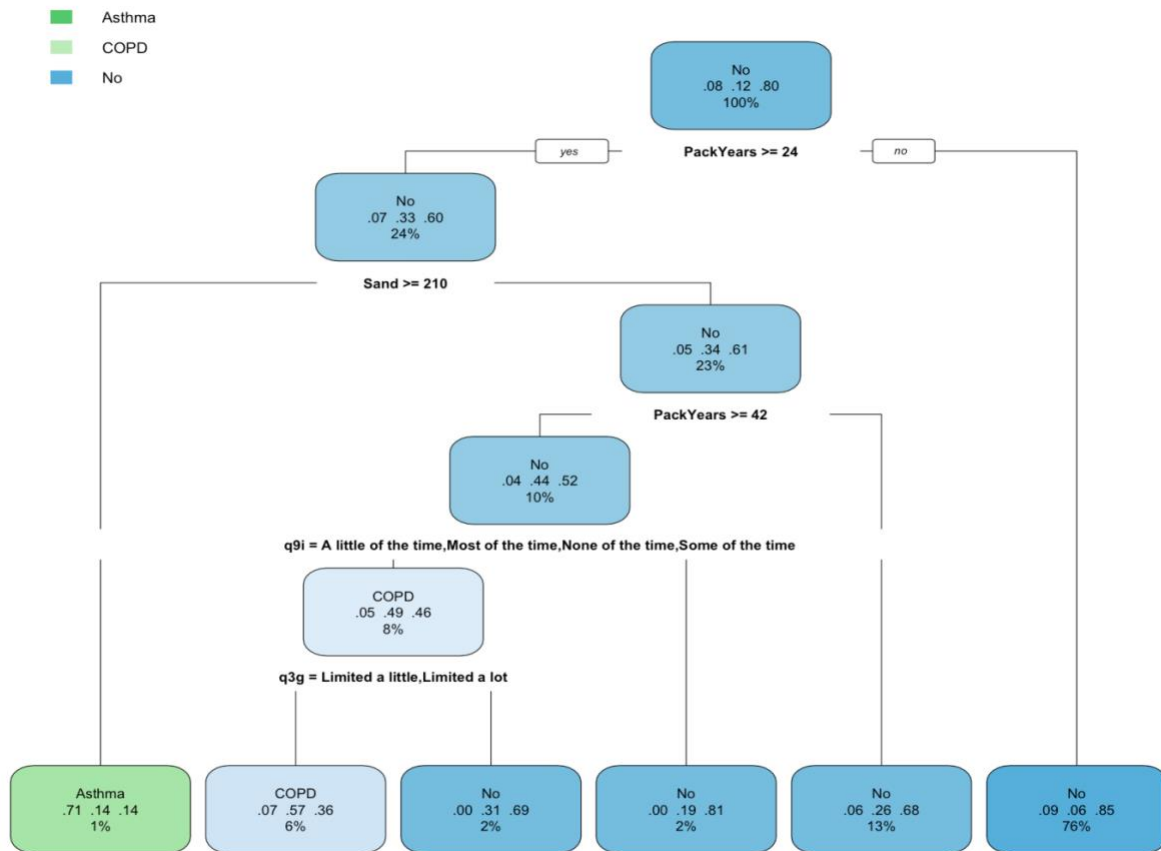 Asthma
COPD
No
No
.08 .12 .80
100%
yes
PackYears >= 24
no
No
.07 .33 .60
24%
Sand >= 210
No
.05 .34 .61
23%
PackYears >= 42
No
.04 .44 .52
10%
q9i = A little of the time,Most of the time,None of the time,Some of the time
COPD
.05 .49 .46
8%
q3g = Limited a little,Limited a lot
Asthma
.71 .14 .14
1%
COPD
.07 .57 .36
6%
No
.00 .31 .69
2%
No
.00 .19 .81
2%
No
.06 .26 .68
13%
No
.09 .06 .85
76%